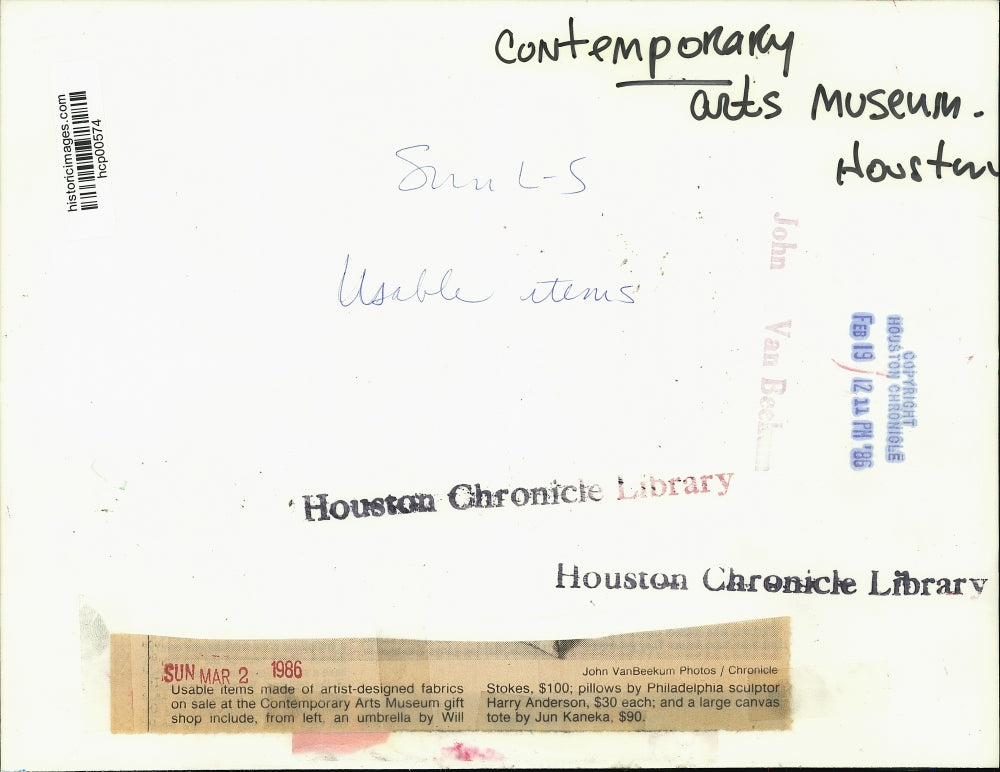 Contemporary
arts Museum.
Houston
historicimages.com
hcp00574
Sun L-S
Usable items
John Van Beekum
COPYRIGHT
HOUSTON CHRONICLE
FEB 19 12 11 PM '86
Houston Chronicle Library
Houston Chronicle Library
SUN MAR 2 1986
John VanBeekum Photos / Chronicle
Usable items made of artist-designed fabrics
on sale at the Contemporary Arts Museum gift
shop include, from left, an umbrella by Will
Stokes, $100; pillows by Philadelphia sculptor
Harry Anderson, $30 each; and a large canvas
tote by Jun Kaneka, $90.